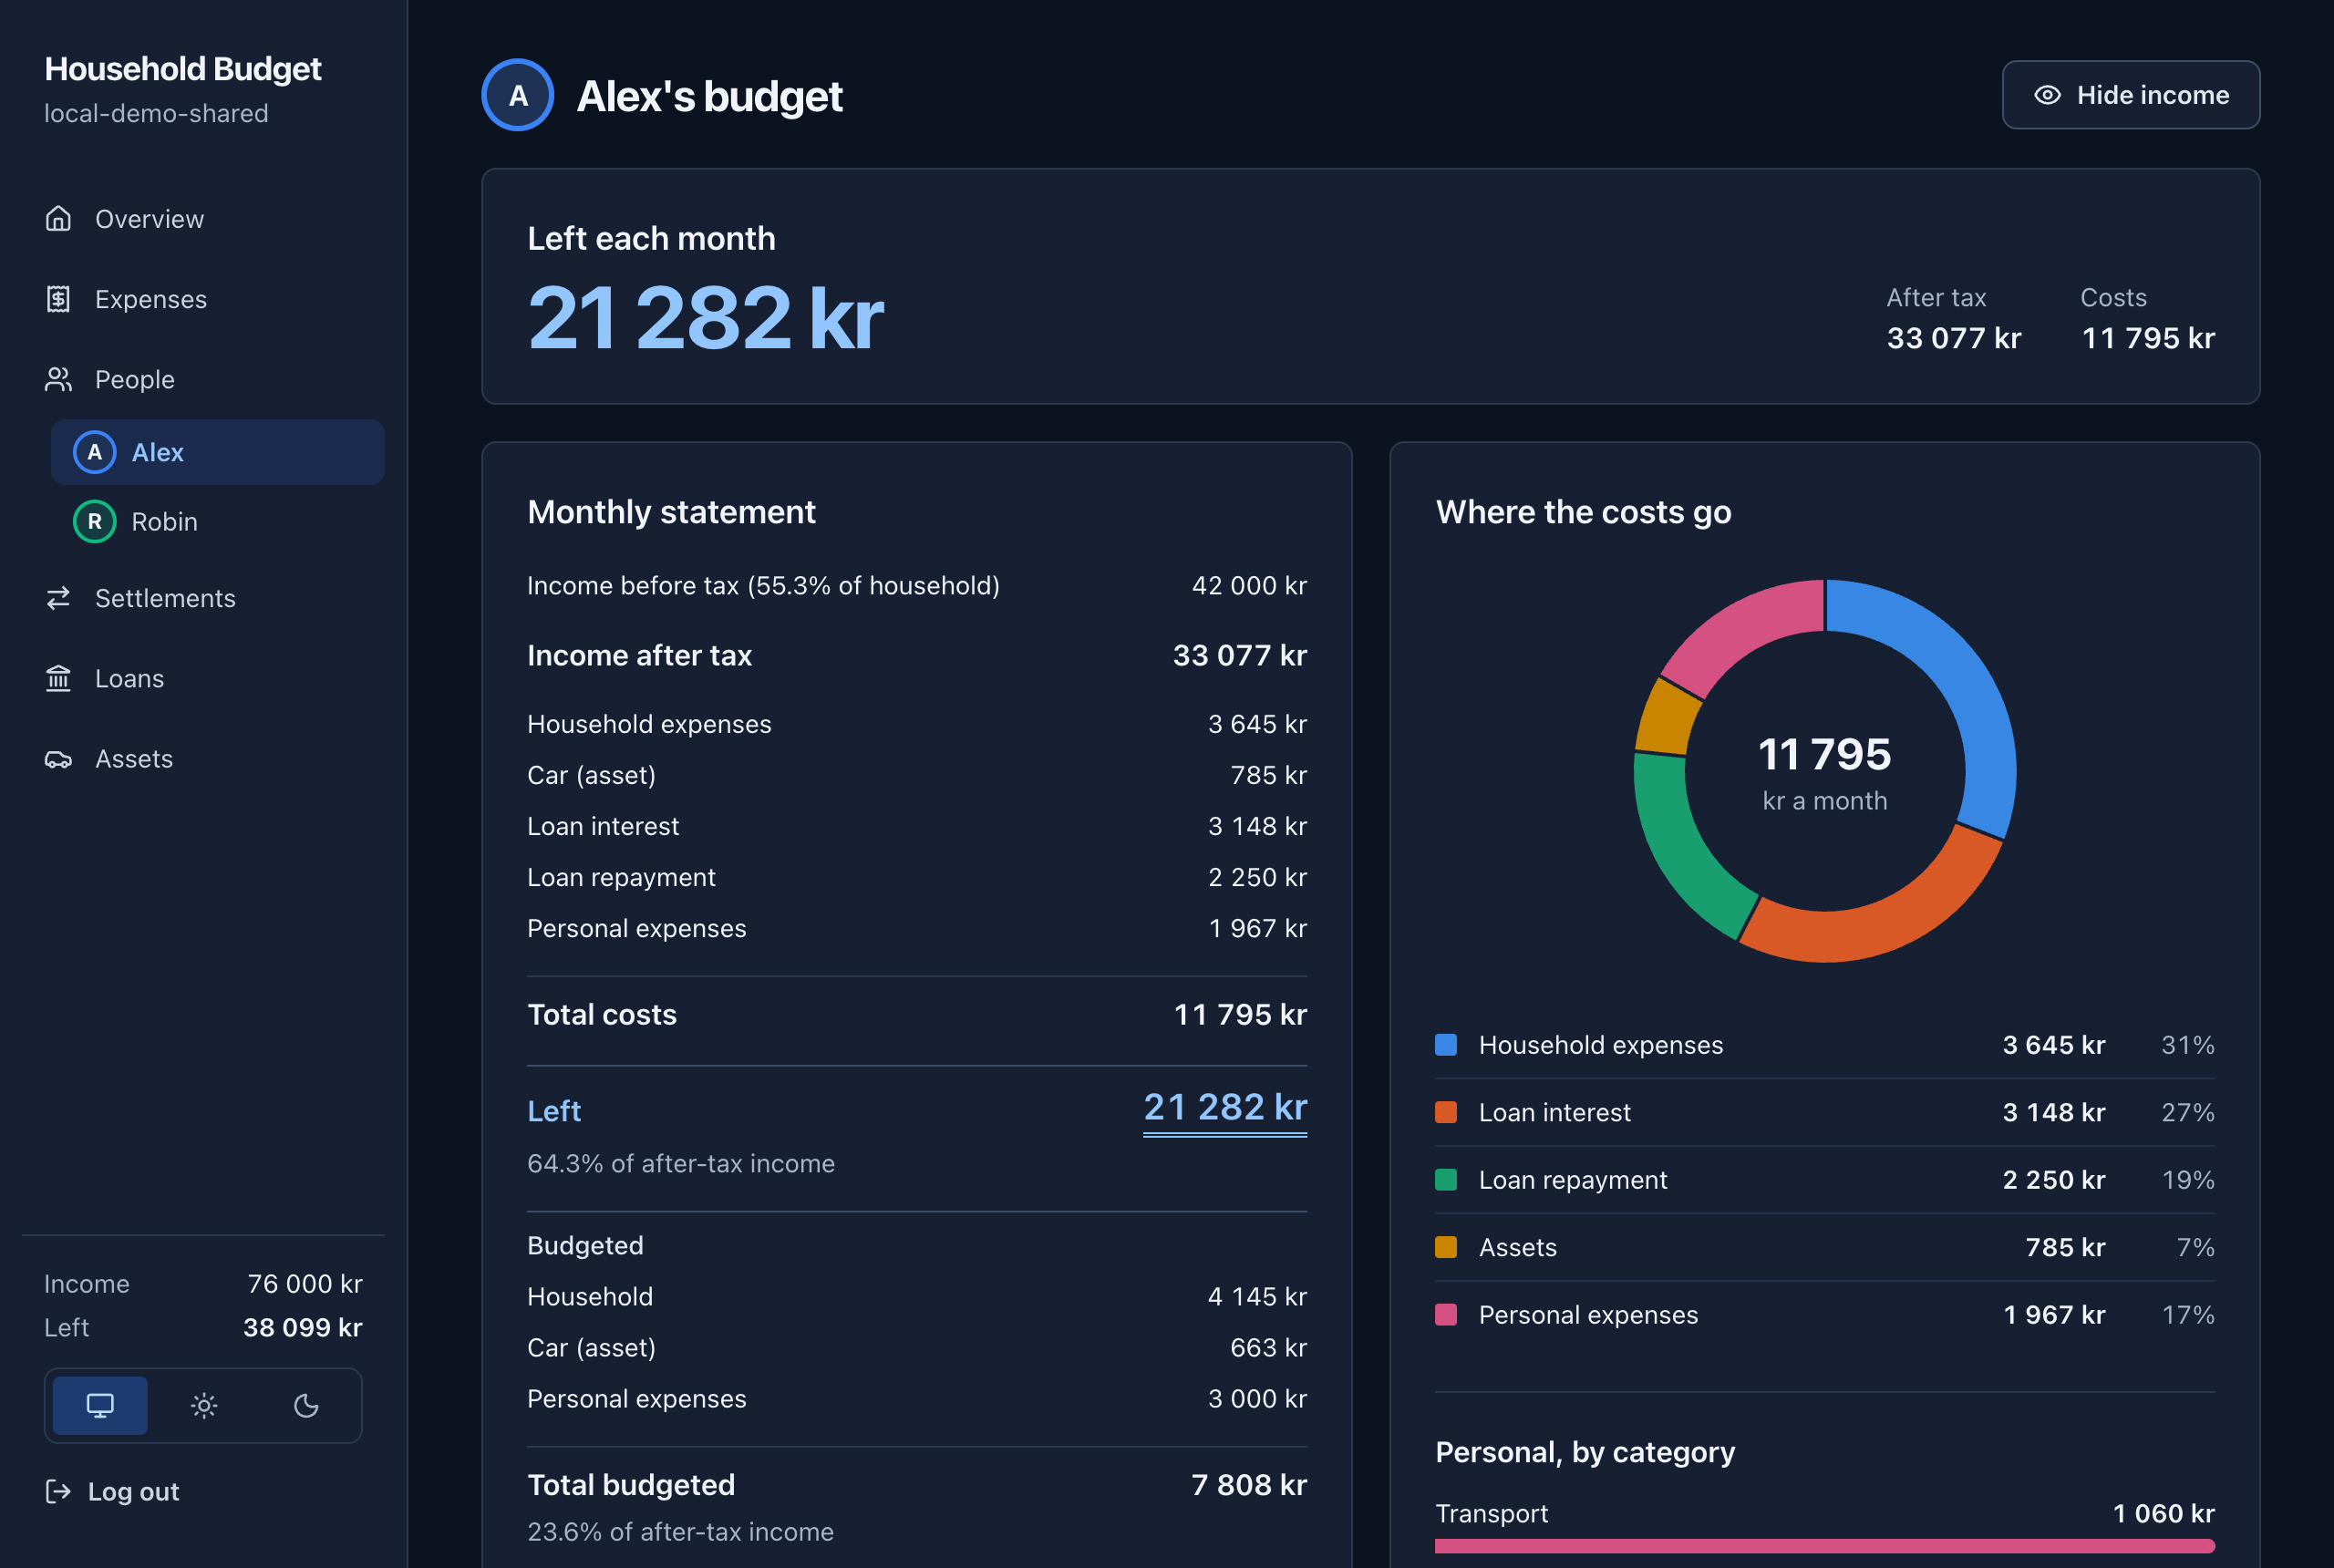 Household Budget
local-demo-shared
Overview
Expenses
People
A Alex
R Robin
Settlements
Loans
Assets
Income 76 000 kr
Left 38 099 kr
Log out
A Alex's budget
Hide income
Left each month
21 282 kr
After tax Costs
33 077 kr 11 795 kr
Monthly statement
Income before tax (55.3% of household) 42 000 kr
Income after tax 33 077 kr
Household expenses 3 645 kr
Car (asset) 785 kr
Loan interest 3 148 kr
Loan repayment 2 250 kr
Personal expenses 1 967 kr
Total costs 11 795 kr
Left 21 282 kr
64.3% of after-tax income
Budgeted
Household 4 145 kr
Car (asset) 663 kr
Personal expenses 3 000 kr
Total budgeted 7 808 kr
23.6% of after-tax income
Where the costs go
11 795
kr a month
Household expenses 3 645 kr 31%
Loan interest 3 148 kr 27%
Loan repayment 2 250 kr 19%
Assets 785 kr 7%
Personal expenses 1 967 kr 17%
Personal, by category
Transport 1 060 kr